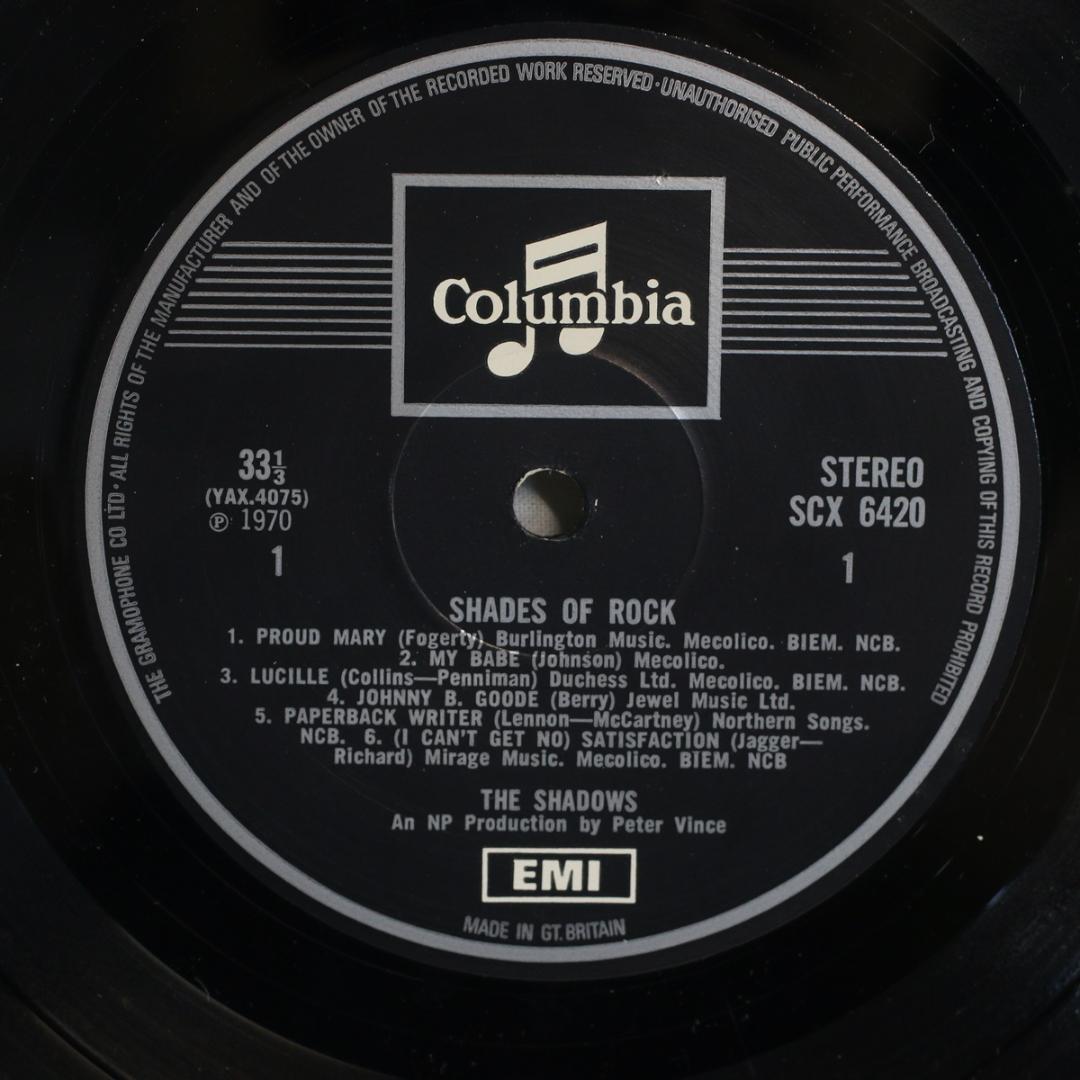 THE GRAMOPHONE CO LTD · ALL RIGHTS OF THE MANUFACTURER AND OF THE OWNER OF THE RECORDED WORK RESERVED · UNAUTHORISED PUBLIC PERFORMANCE BROADCASTING AND COPYING OF THIS RECORD PROHIBITED
Columbia
33⅓
(YAX.4075)
℗ 1970
1
STEREO
SCX 6420
1
SHADES OF ROCK
1. PROUD MARY (Fogerty) Burlington Music. Mecolico. BIEM. NCB.
2. MY BABE (Johnson) Mecolico.
3. LUCILLE (Collins—Penniman) Duchess Ltd. Mecolico. BIEM. NCB.
4. JOHNNY B. GOODE (Berry) Jewel Music Ltd.
5. PAPERBACK WRITER (Lennon—McCartney) Northern Songs.
NCB. 6. (I CAN'T GET NO) SATISFACTION (Jagger—
Richard) Mirage Music. Mecolico. BIEM. NCB
THE SHADOWS
An NP Production by Peter Vince
EMI
MADE IN GT. BRITAIN